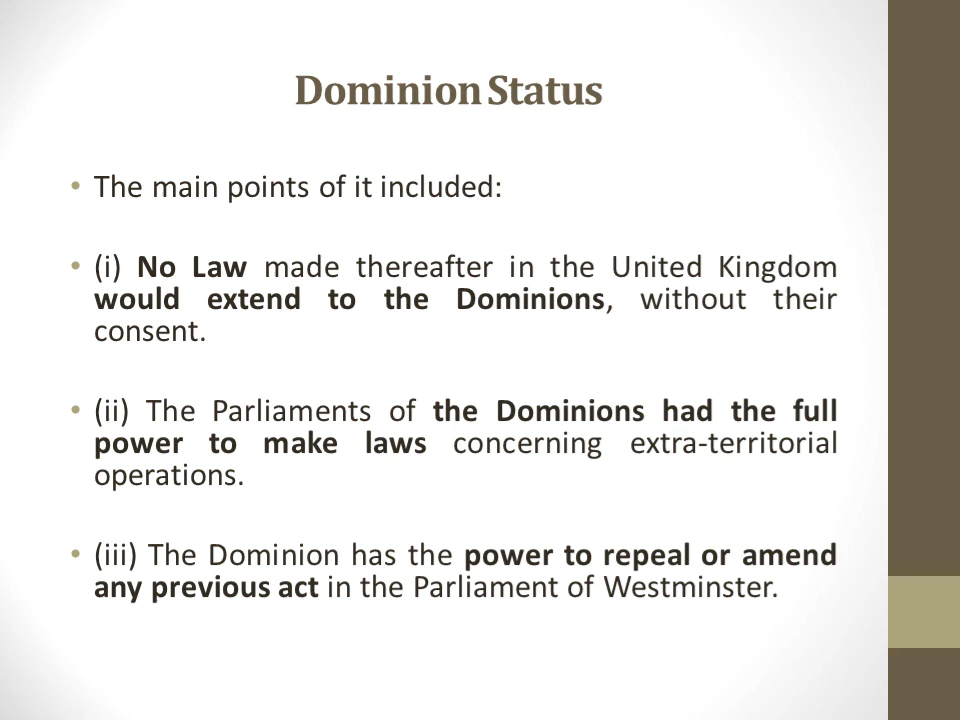 Dominion Status
• The main points of it included:
• (i) No Law made thereafter in the United Kingdom
would extend to the Dominions, without their
consent.
• (ii) The Parliaments of the Dominions had the full
power to make laws concerning extra-territorial
operations.
• (iii) The Dominion has the power to repeal or amend
any previous act in the Parliament of Westminster.